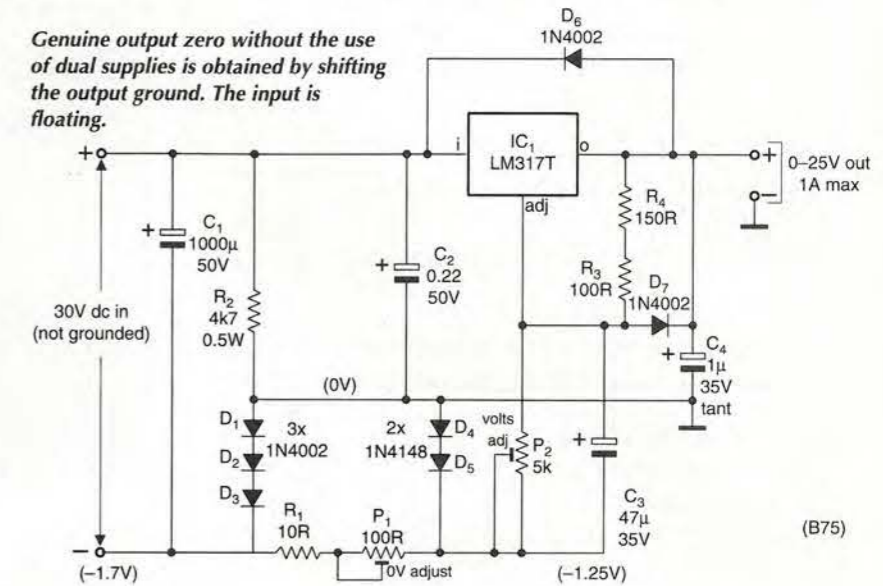 Genuine output zero without the use
of dual supplies is obtained by shifting
the output ground. The input is
floating.
D6
1N4002
+
i
IC1
LM317T
o
adj
+
−
0–25V out
1A max
C1
1000µ
50V
+
R2
4k7
0.5W
C2
0.22
50V
+
R4
150R
R3
100R
D7
1N4002
30V dc in
(not grounded)
C4
1µ
35V
+
tant
(0V)
D1
D2
D3
3x
1N4002
2x
1N4148
D4
D5
volts
adj
P2
5k
+
C3
47µ
35V
R1
10R
P1
100R
0V adjust
−
(−1.7V)
(−1.25V)
(B75)